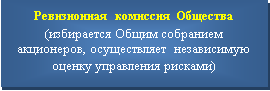 Ревизионная комиссия Общества
(избирается Общим собранием
акционеров, осуществляет независимую
оценку управления рисками)